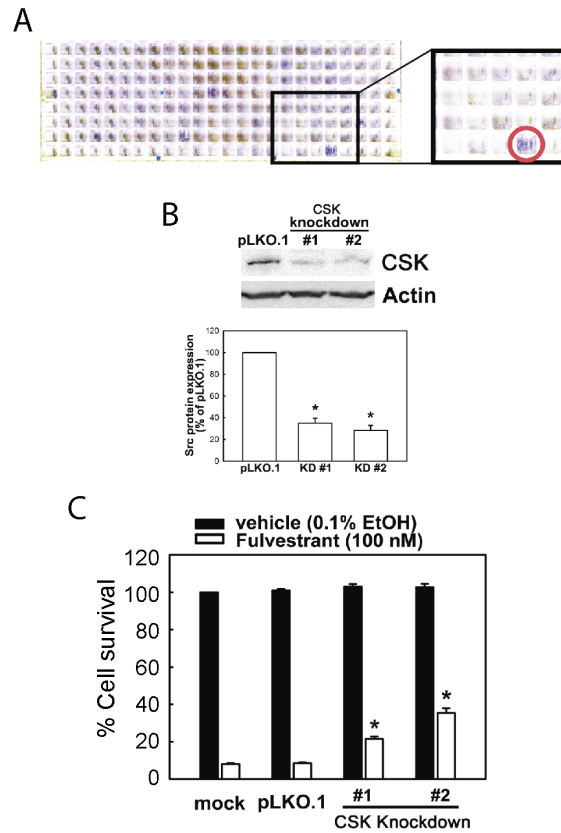 A
B
CSK
knockdown
pLKO.1 #1 #2
CSK
Actin
Src protein expression
(% of pLKO.1)
120
100
80
60
40
20
0
pLKO.1 KD #1 KD #2
* *
C
vehicle (0.1% EtOH)
Fulvestrant (100 nM)
% Cell survival
120
100
80
60
40
20
0
* *
mock pLKO.1 #1 #2
CSK Knockdown